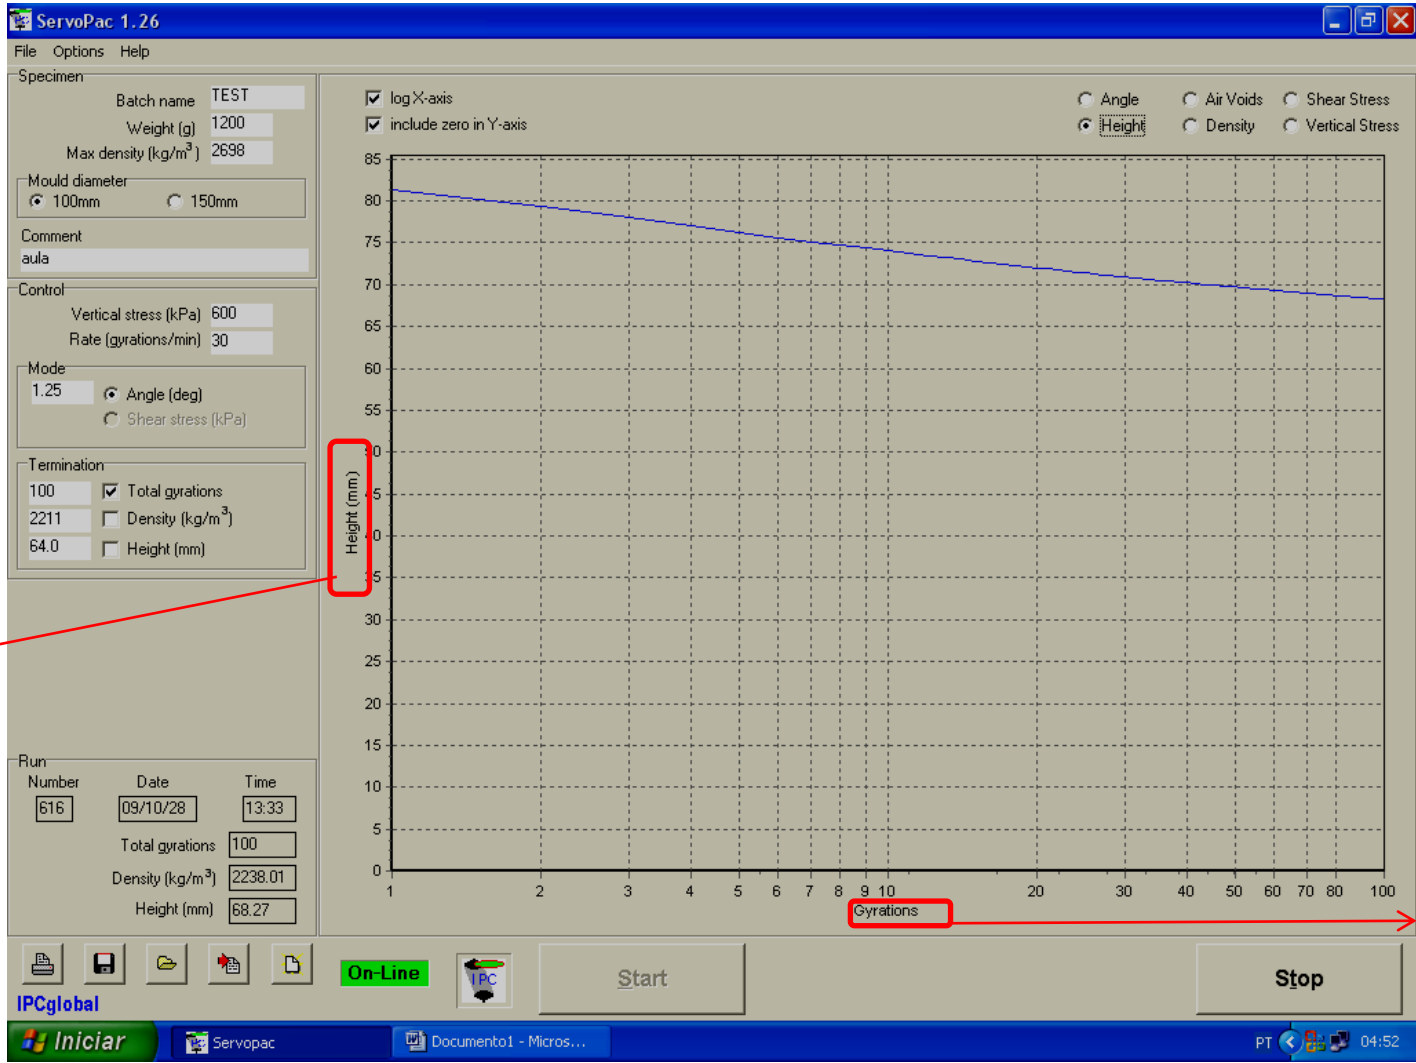 ServoPac 1.26
File Options Help
Specimen
Batch name TEST
Weight (g) 1200
Max density (kg/m³) 2698
Mould diameter
100mm 150mm
Comment
aula
Control
Vertical stress (kPa) 600
Rate (gyrations/min) 30
Mode
1.25 Angle (deg)
Shear stress (kPa)
Termination
100 Total gyrations
2211 Density (kg/m³)
64.0 Height (mm)
Run
Number Date Time
616 09/10/28 13:33
Total gyrations 100
Density (kg/m³) 2238.01
Height (mm) 68.27
log X-axis
include zero in Y-axis
Angle Air Voids Shear Stress
Height Density Vertical Stress
85
80
75
70
65
60
55
50
45
40
35
30
25
20
15
10
5
0
Height (mm)
1 2 3 4 5 6 7 8 9 10 20 30 40 50 60 70 80 100
Gyrations
IPCglobal
On-Line
IPC
Start
Stop
Iniciar
Servopac
Documento1 - Micros...
PT
04:52